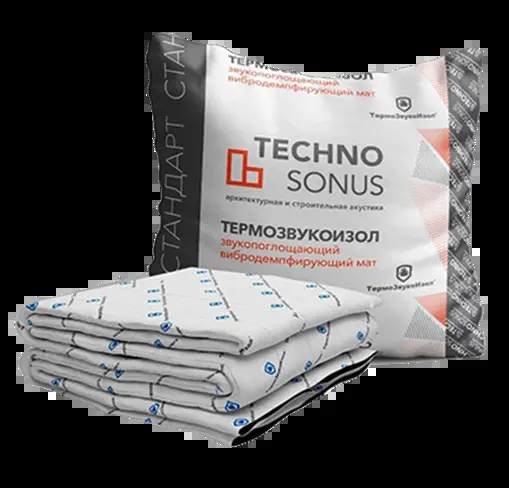 СТАНДАРТ СТАН
ТЕРМОЗВУКОИЗОЛ
звукопоглощающий
вибродемпфирующий мат
ТермоЗвукоИзол
TECHNO
SONUS
архитектурная и строительная акустика
ТЕРМОЗВУКОИЗОЛ
звукопоглощающий
вибродемпфирующий мат
ТермоЗвукоИзол